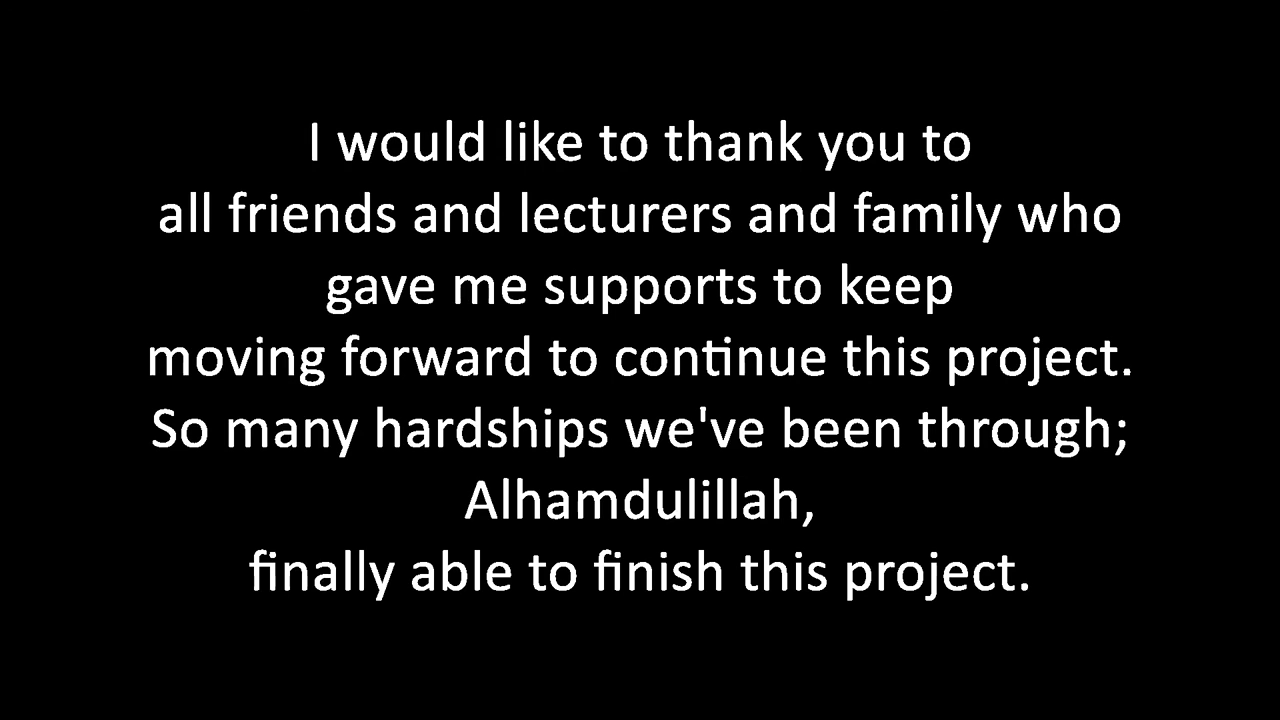 I would like to thank you to
all friends and lecturers and family who
gave me supports to keep
moving forward to continue this project.
So many hardships we've been through;
Alhamdulillah,
finally able to finish this project.